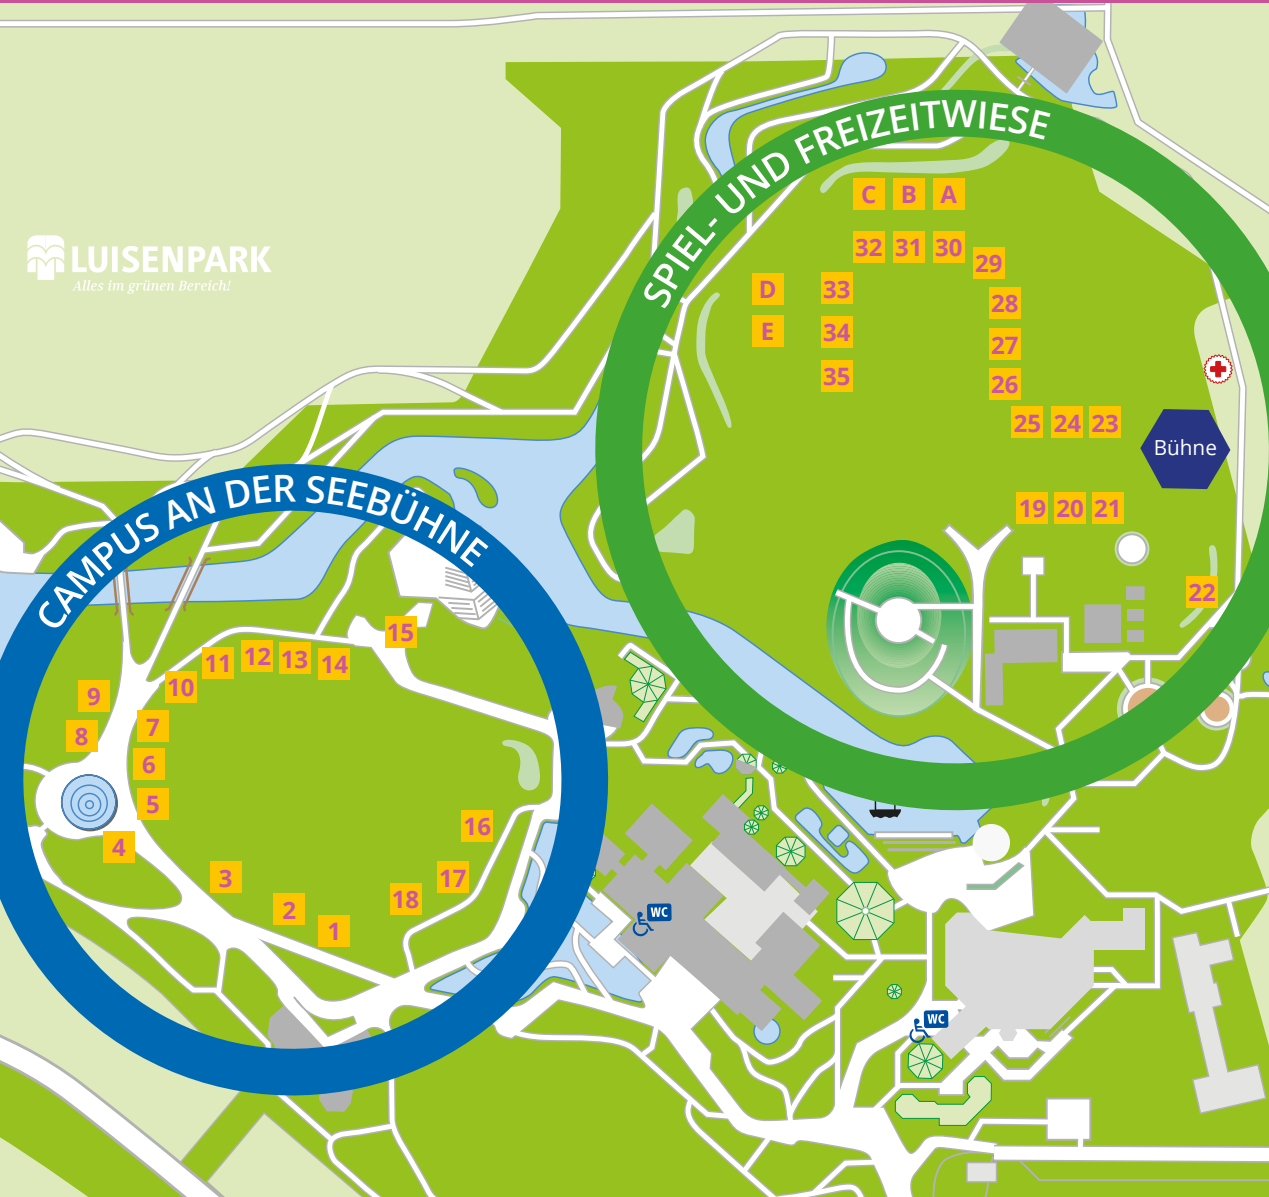 SPIEL- UND FREIZEITWIESE
C B A
32 31 30
29
LUISENPARK
Alles im grünen Bereich!
D 33
28
E 34
27
35
26
25 24 23
Bühne
CAMPUS AN DER SEEBÜHNE
19 20 21
22
15
11 12 13 14
10
9
8
7
6
5
4
16
3
17
18
2
1
WC
WC